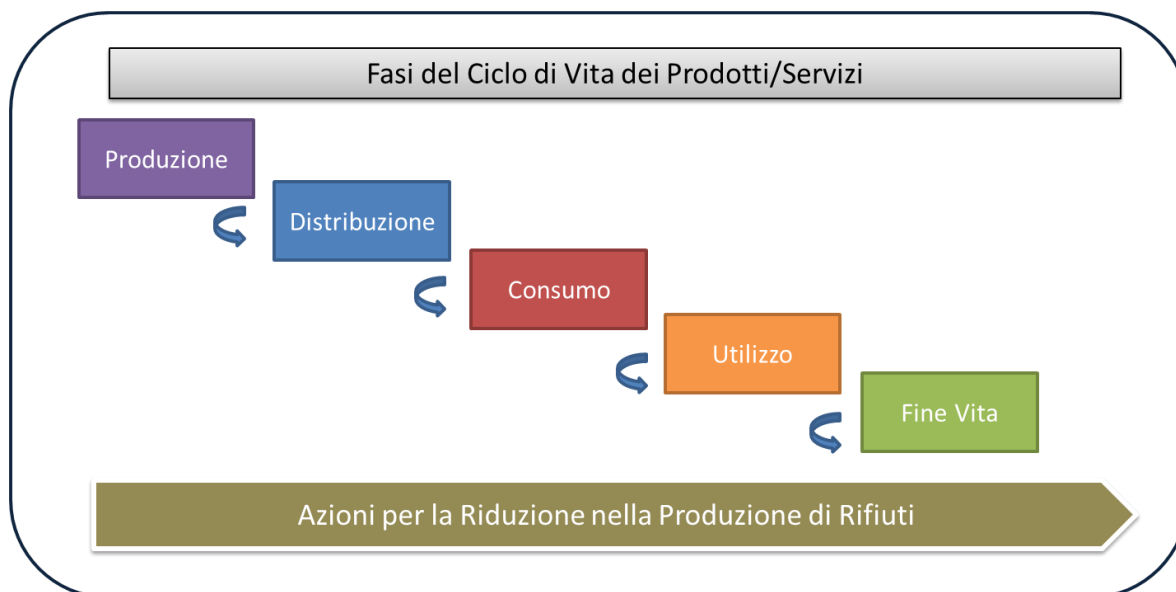 Fasi del Ciclo di Vita dei Prodotti/Servizi
Produzione
Distribuzione
Consumo
Utilizzo
Fine Vita
Azioni per la Riduzione nella Produzione di Rifiuti